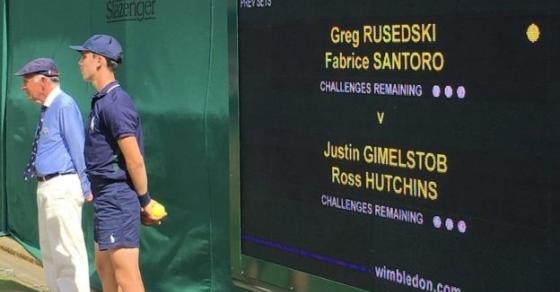 Slazenger
PREV SETS
Greg RUSEDSKI
Fabrice SANTORO
CHALLENGES REMAINING
v
Justin GIMELSTOB
Ross HUTCHINS
CHALLENGES REMAINING
wimbledon.com